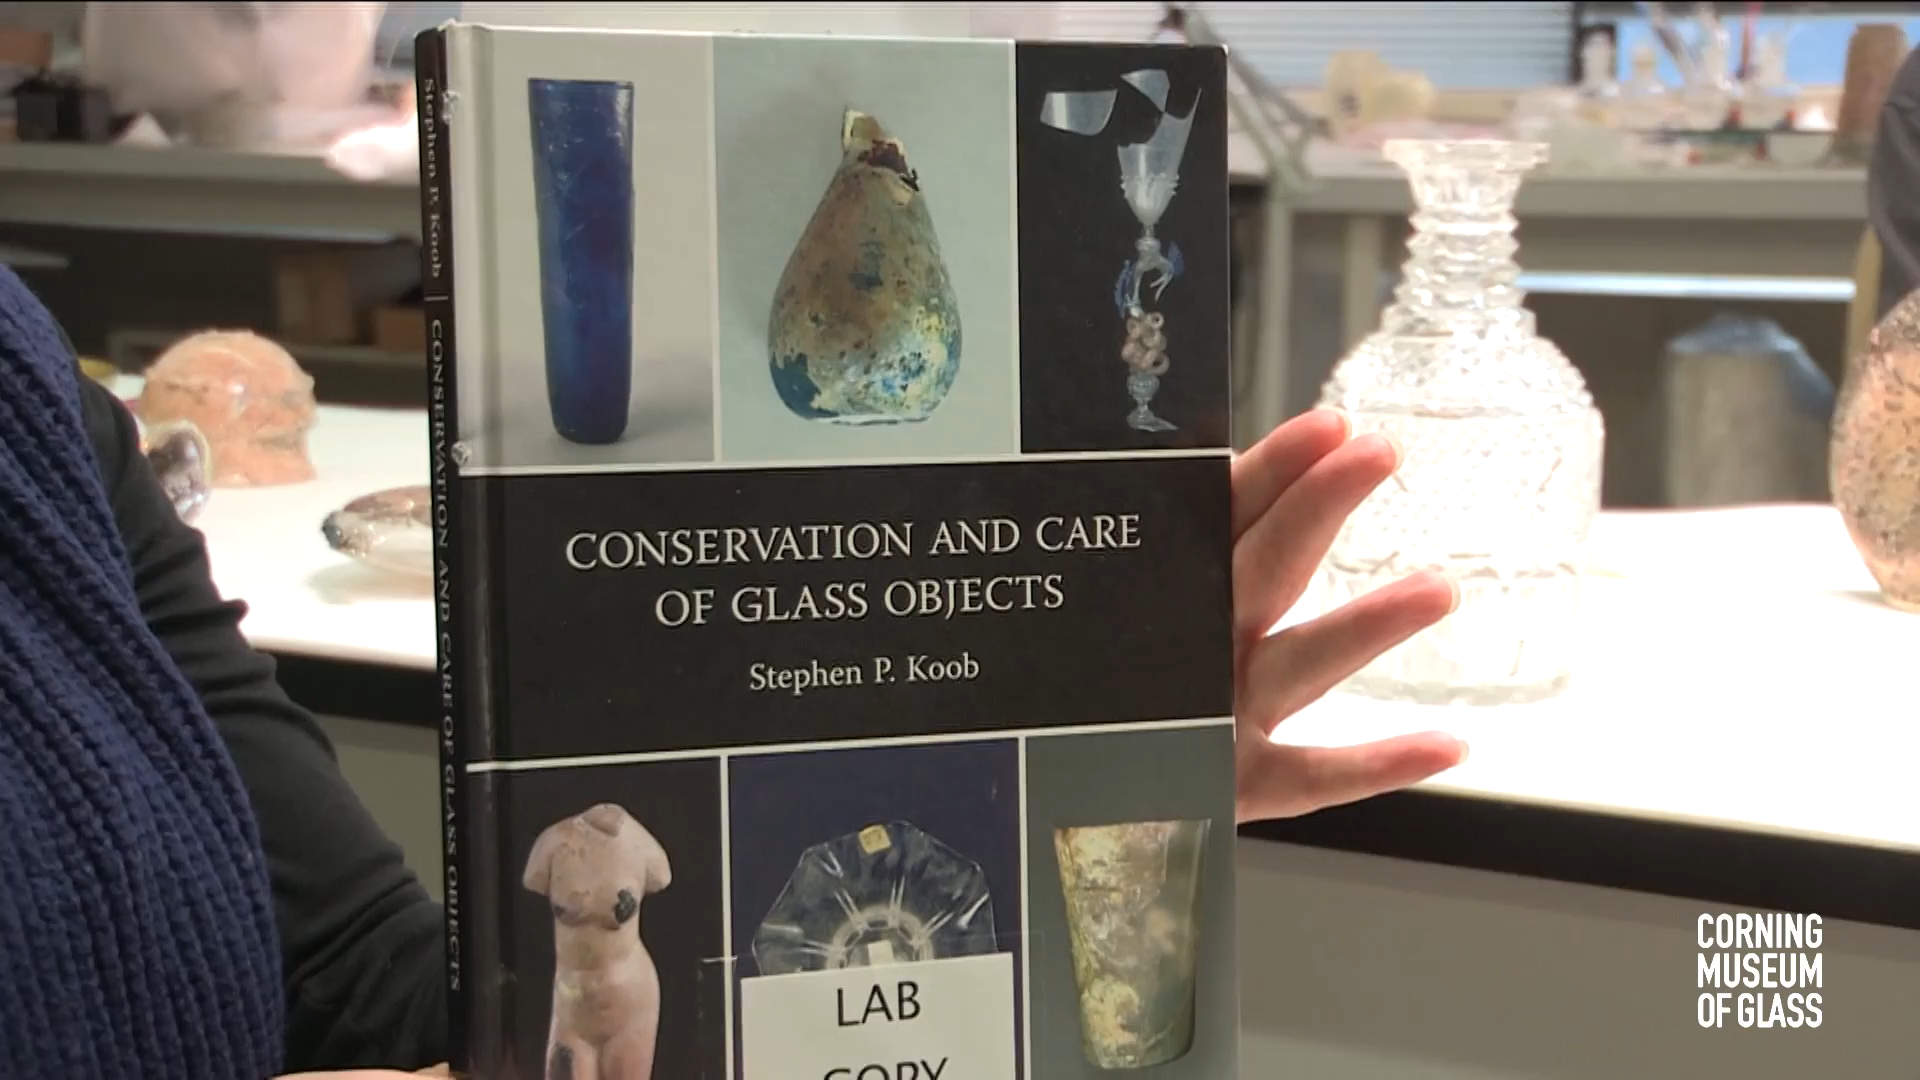 Stephen P. Koob | CONSERVATION AND CARE OF GLASS OBJECTS
CONSERVATION AND CARE
OF GLASS OBJECTS
Stephen P. Koob
LAB
COPY
CORNING
MUSEUM
OF GLASS